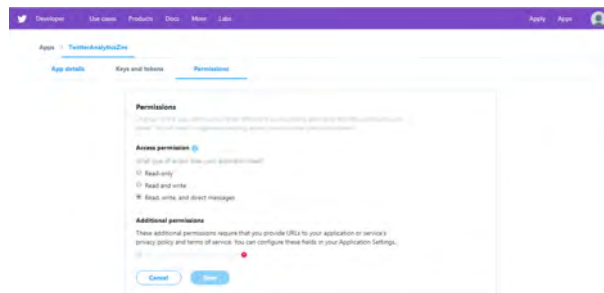 Developer Use cases Products Docs More Labs Apply Apps
Apps TwitterAnalyticsZinc
App details Keys and tokens Permissions
Permissions
Access permission
What type of access does your application need?
Read-only
Read and write
Read, write, and direct messages
Additional permissions
These additional permissions require that you provide URLs to your application or service's
privacy policy and terms of service. You can configure these fields in your Application Settings.
Cancel Save